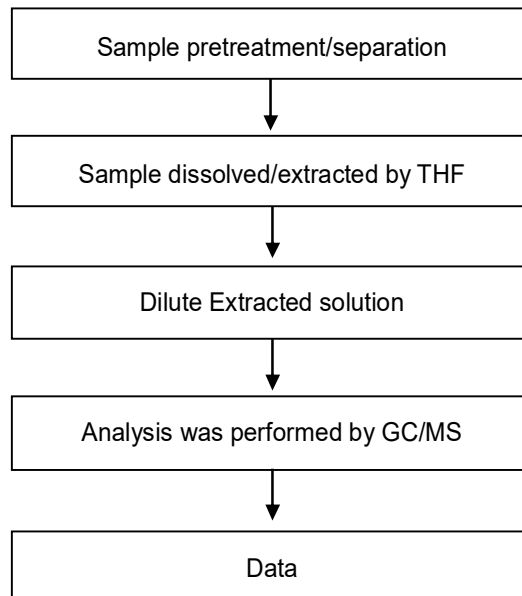 Sample pretreatment/separation
Sample dissolved/extracted by THF
Dilute Extracted solution
Analysis was performed by GC/MS
Data